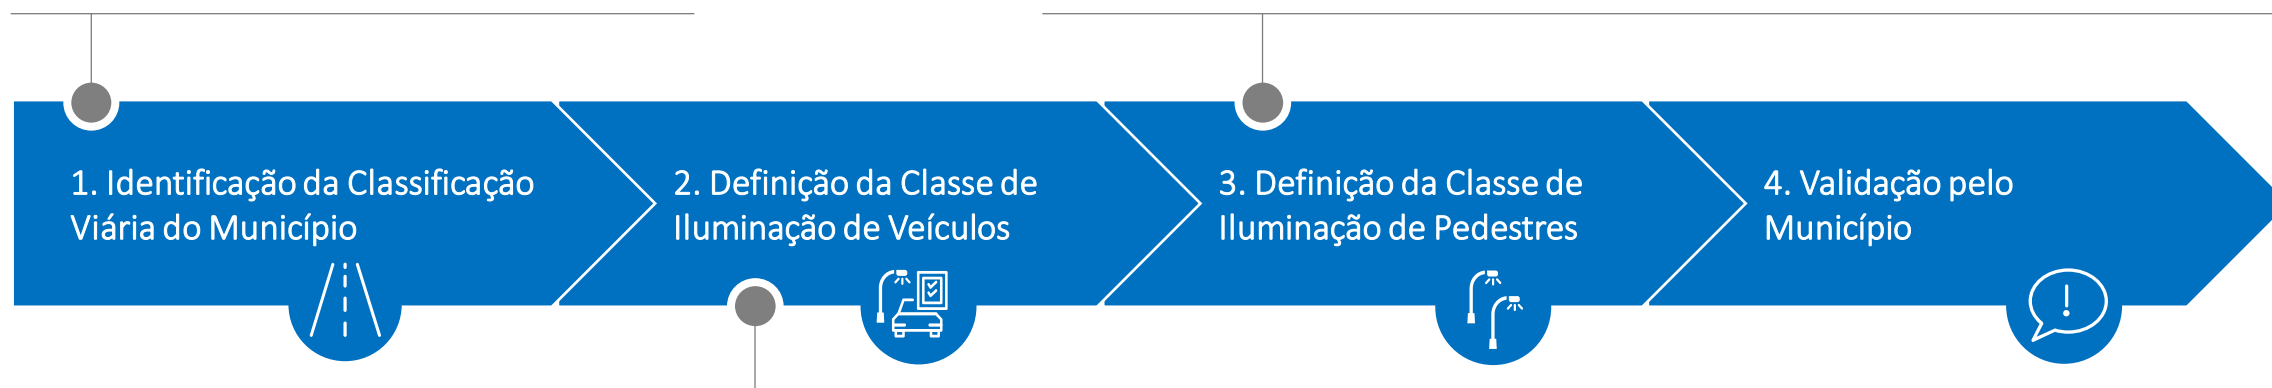 1. Identificação da Classificação
Viária do Município
2. Definição da Classe de
Iluminação de Veículos
3. Definição da Classe de
Iluminação de Pedestres
4. Validação pelo
Município